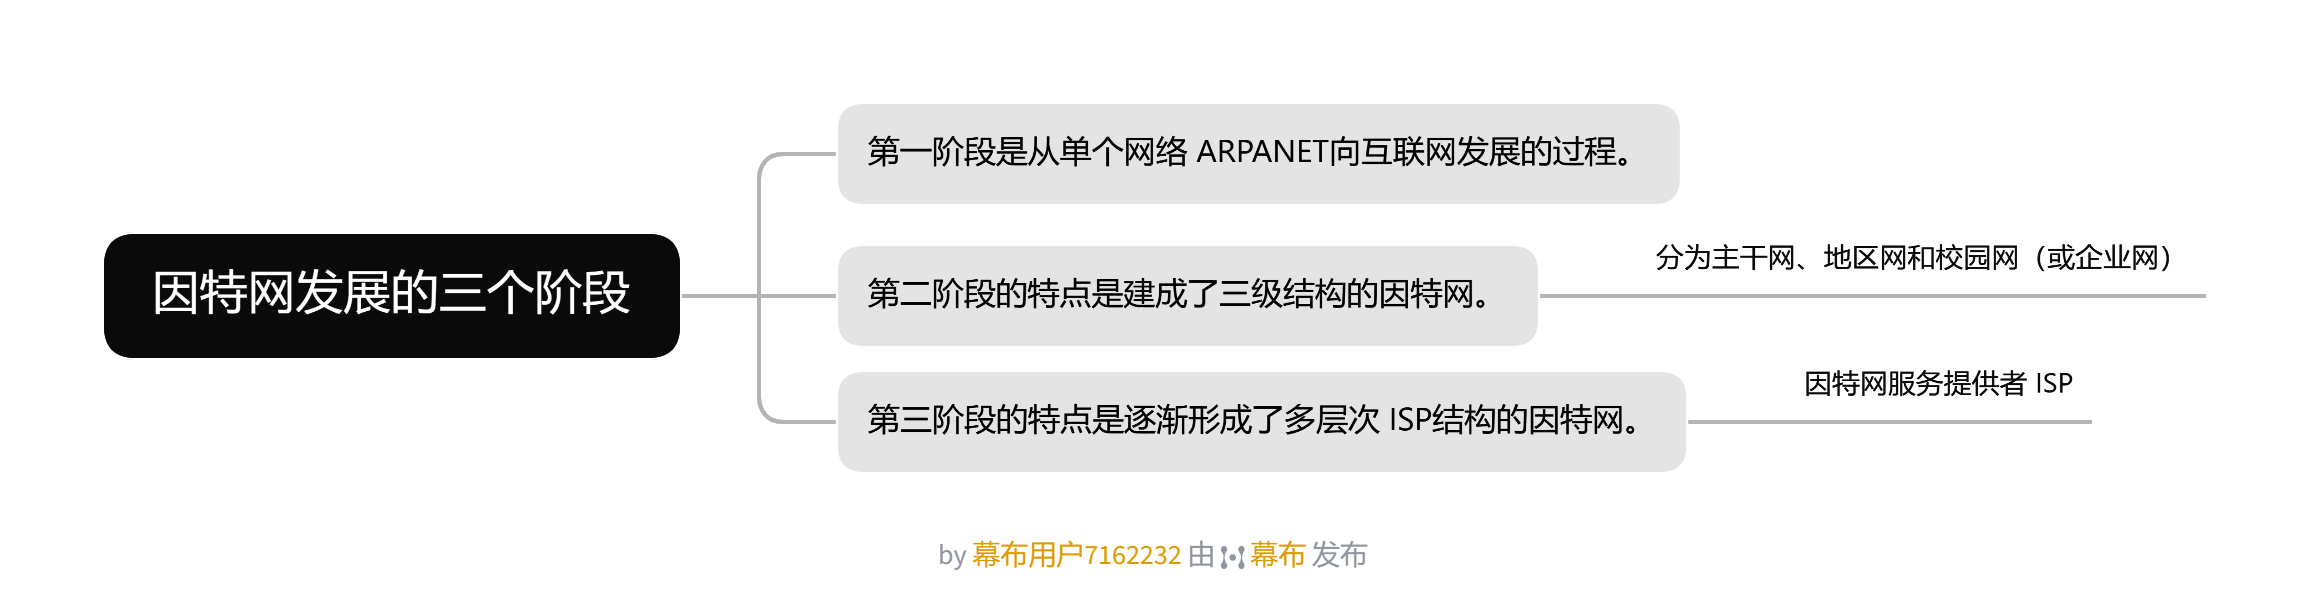 因特网发展的三个阶段
第一阶段是从单个网络 ARPANET向互联网发展的过程。
第二阶段的特点是建成了三级结构的因特网。
分为主干网、地区网和校园网（或企业网）
第三阶段的特点是逐渐形成了多层次 ISP结构的因特网。
因特网服务提供者 ISP
by 幕布用户7162232 由 幕布 发布